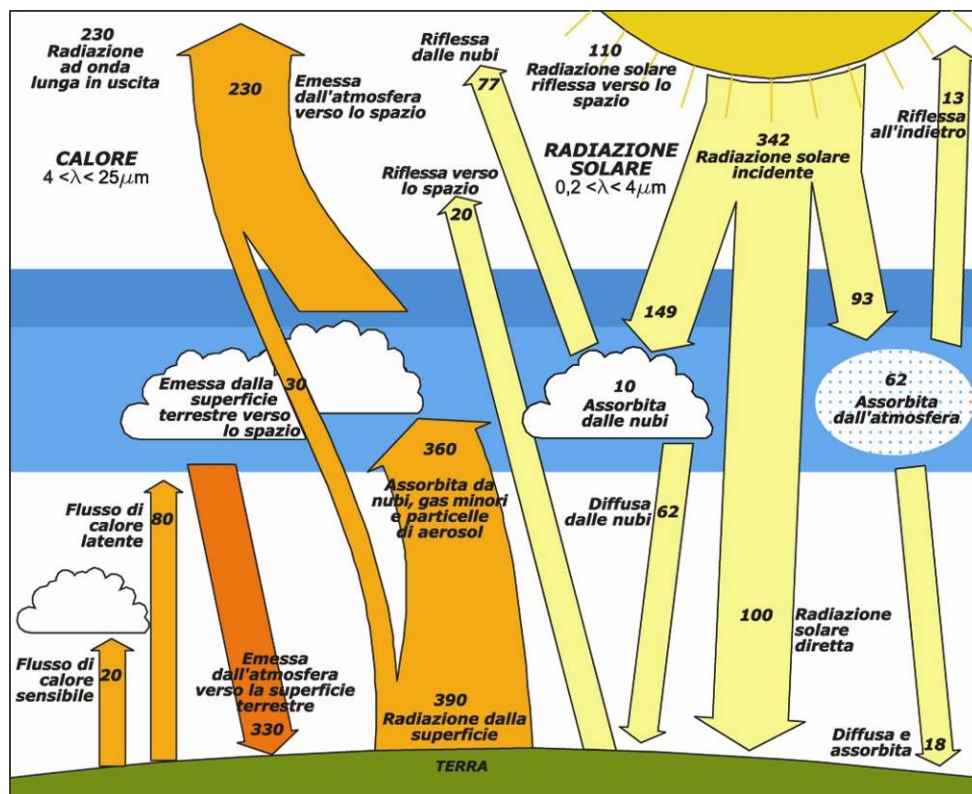 230
Radiazione
ad onda
lunga in uscita
CALORE
4 <λ< 25μm
230
Emessa
dall'atmosfera
verso lo spazio
Riflessa
dalle nubi
77
110
Radiazione solare
riflessa verso lo
spazio
RADIAZIONE
SOLARE
0,2 <λ< 4μm
Riflessa verso
lo spazio
20
342
Radiazione solare
incidente
13
Riflessa
all'indietro
149
93
Emessa dalla
superficie
terrestre verso
lo spazio
30
10
Assorbita
dalle nubi
62
Assorbita
dall'atmosfera
360
Assorbita da
nubi, gas minori
e particelle
di aerosol
Flusso di
calore
latente
80
Diffusa
dalle nubi
62
Flusso di
calore
sensibile
20
Emessa
dall'atmosfera
verso la superficie
terrestre
330
390
Radiazione dalla
superficie
100
Radiazione
solare
diretta
Diffusa e
assorbita
18
TERRA